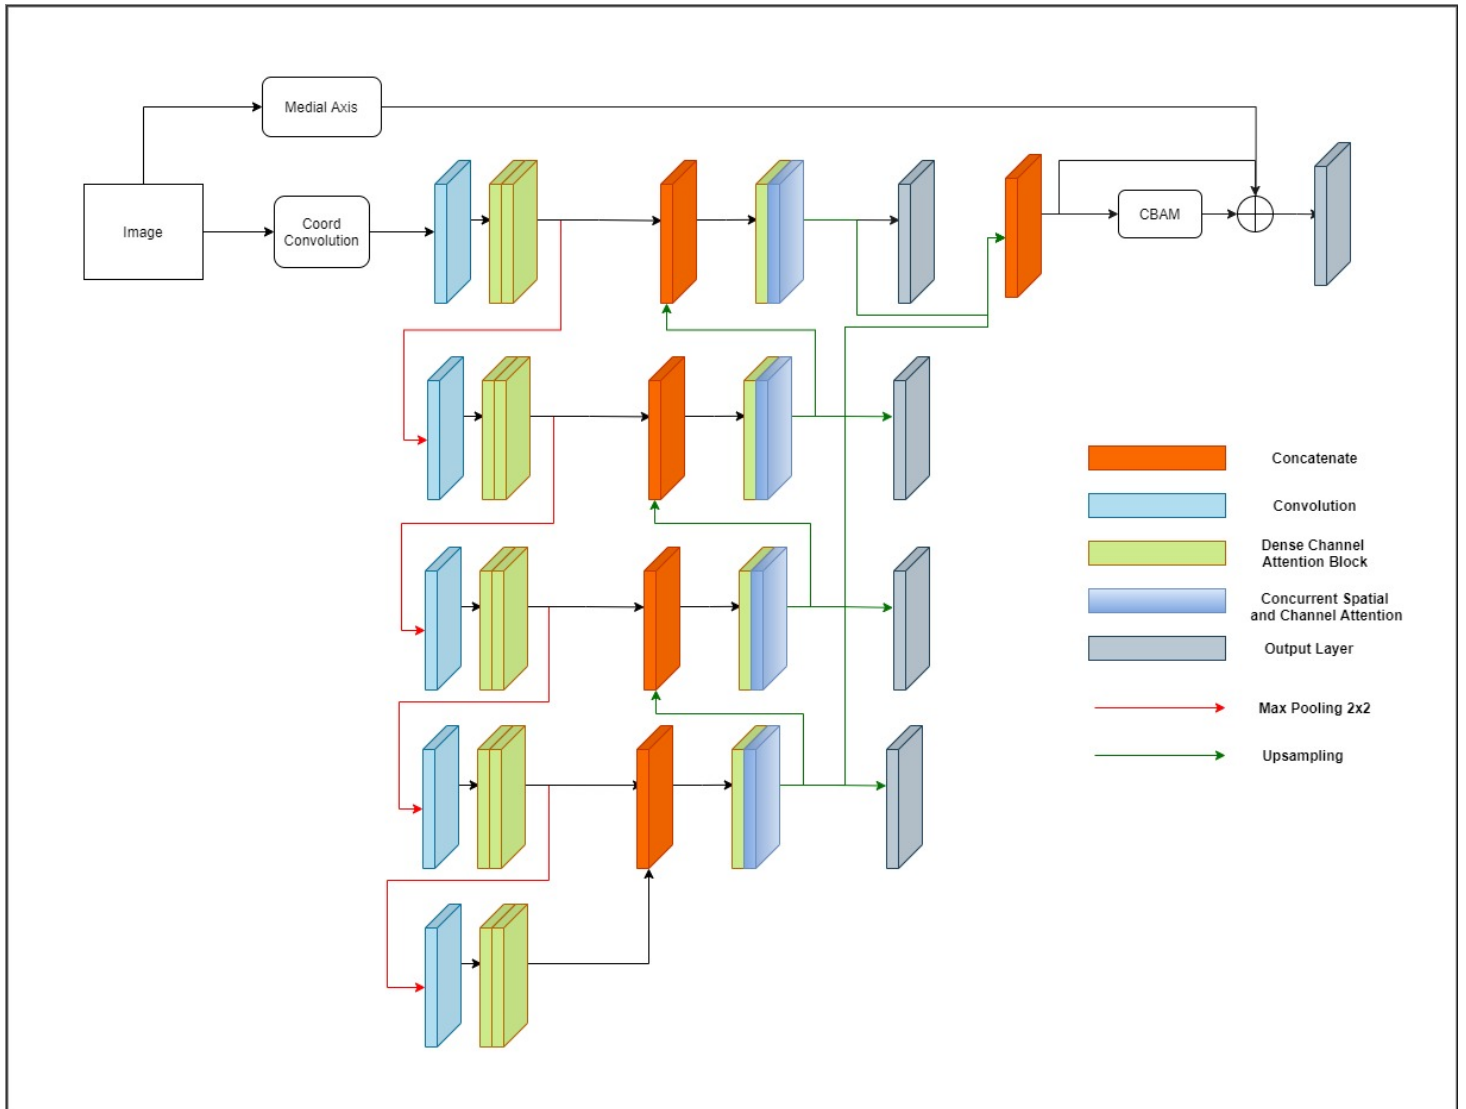 Medial Axis
Image
Coord
Convolution
CBAM
Concatenate
Convolution
Dense Channel
Attention Block
Concurrent Spatial
and Channel Attention
Output Layer
Max Pooling 2x2
Upsampling